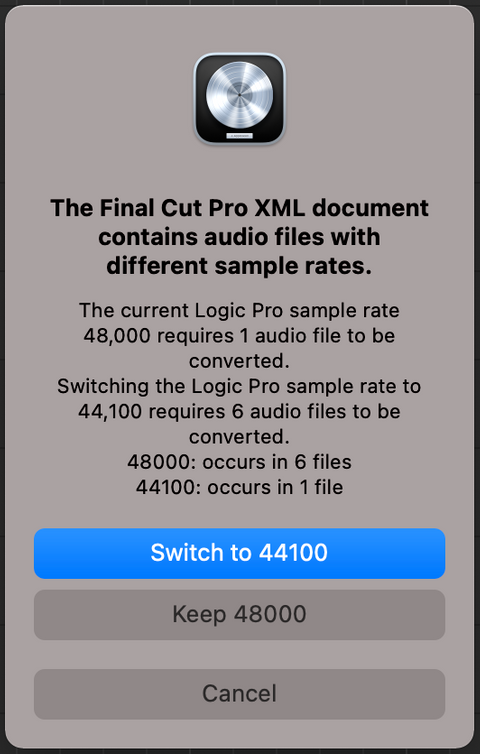 The Final Cut Pro XML document
contains audio files with
different sample rates.
The current Logic Pro sample rate
48,000 requires 1 audio file to be
converted.
Switching the Logic Pro sample rate to
44,100 requires 6 audio files to be
converted.
48000: occurs in 6 files
44100: occurs in 1 file
Switch to 44100
Keep 48000
Cancel